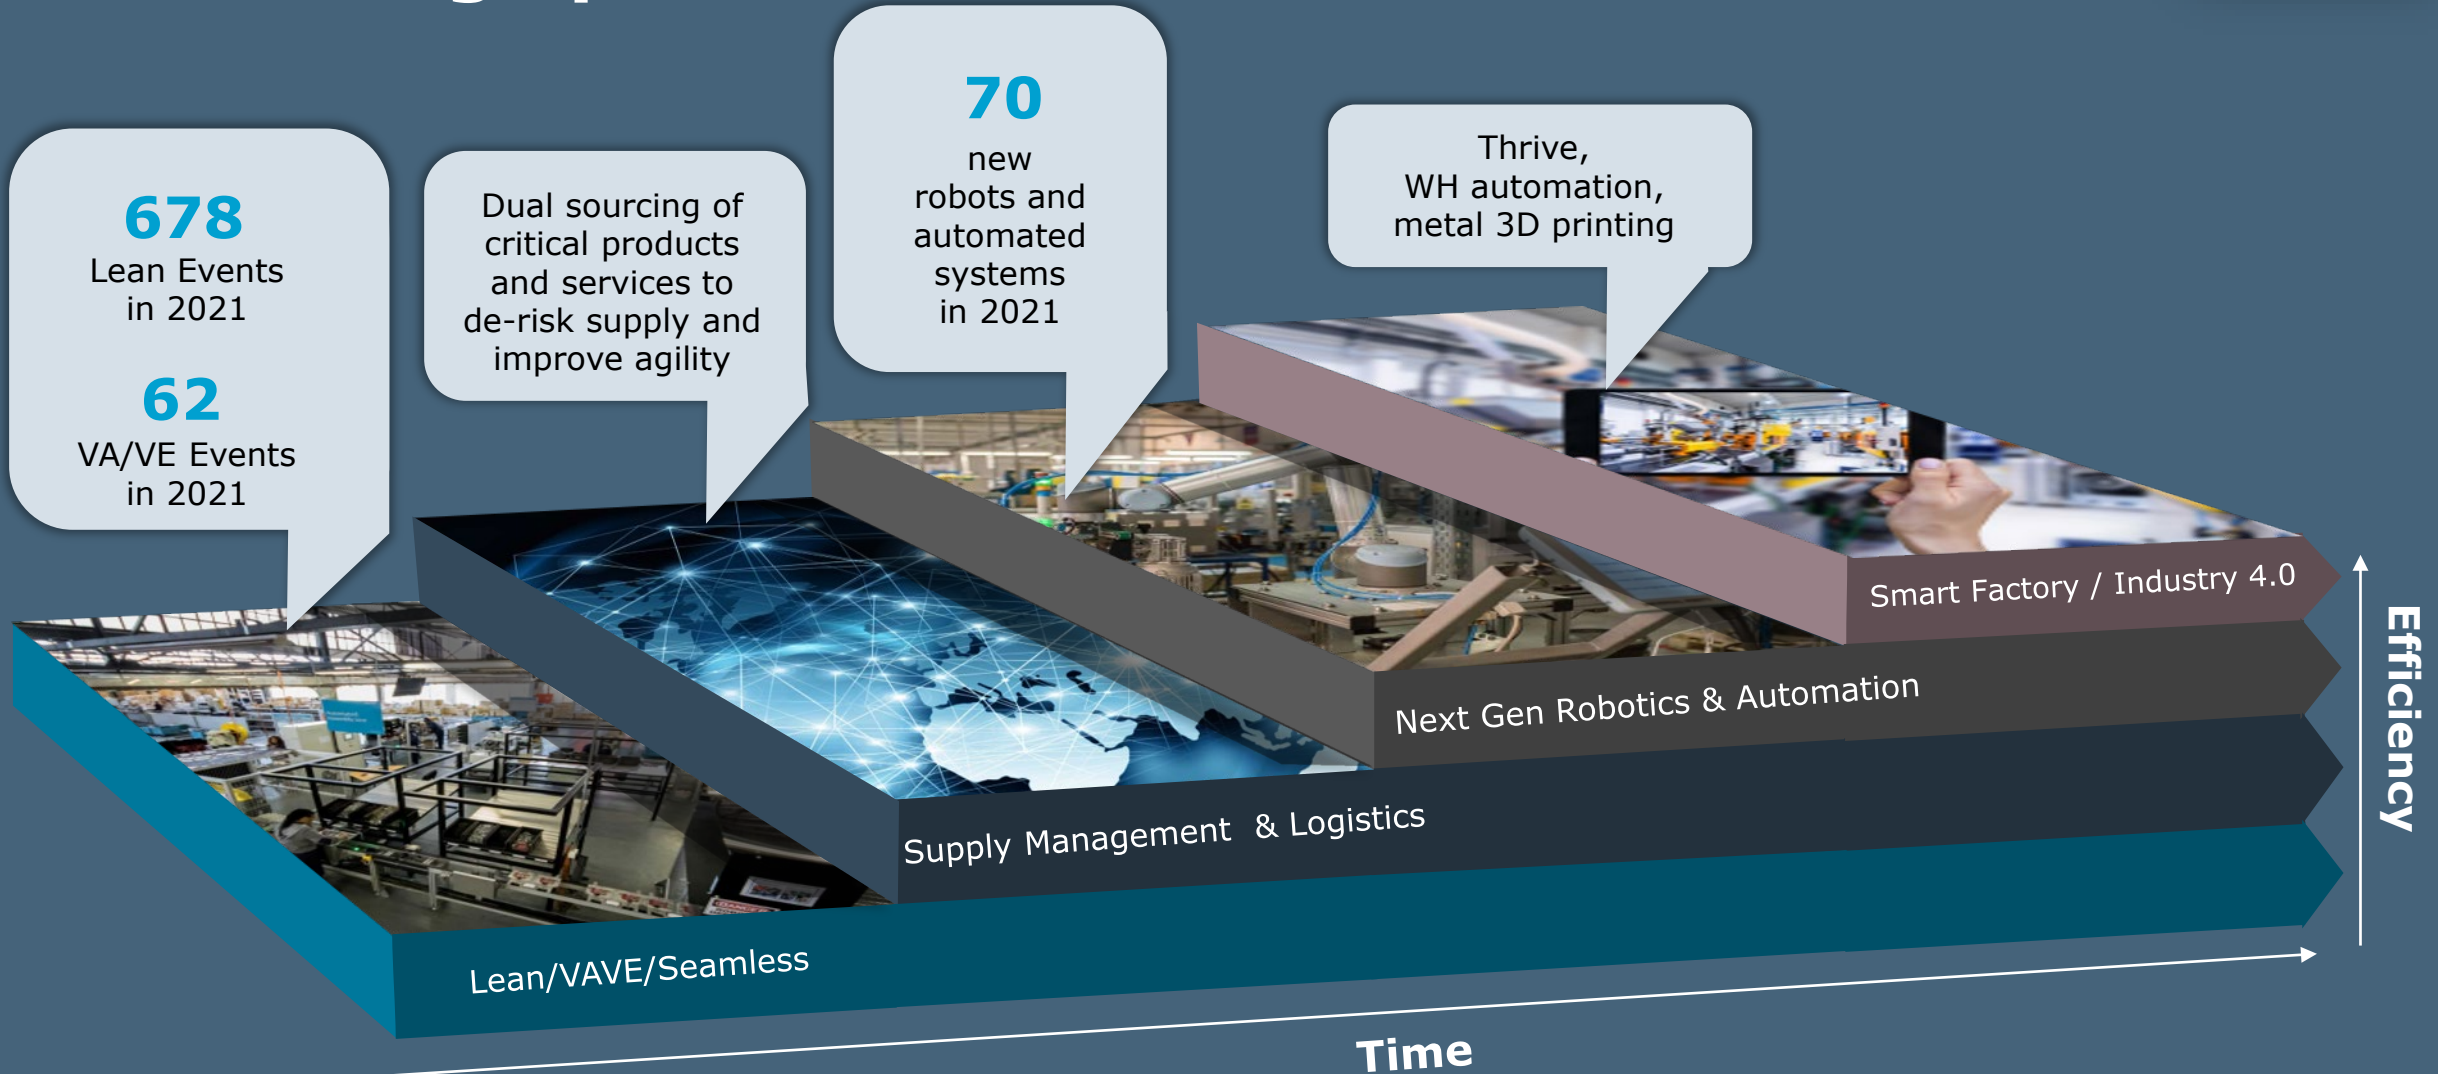 678
Lean Events
in 2021
62
VA/VE Events
in 2021
Dual sourcing of
critical products
and services to
de-risk supply and
improve agility
70
new
robots and
automated
systems
in 2021
Thrive,
WH automation,
metal 3D printing
Smart Factory / Industry 4.0
Next Gen Robotics & Automation
Supply Management & Logistics
Lean/VAVE/Seamless
Efficiency
Time